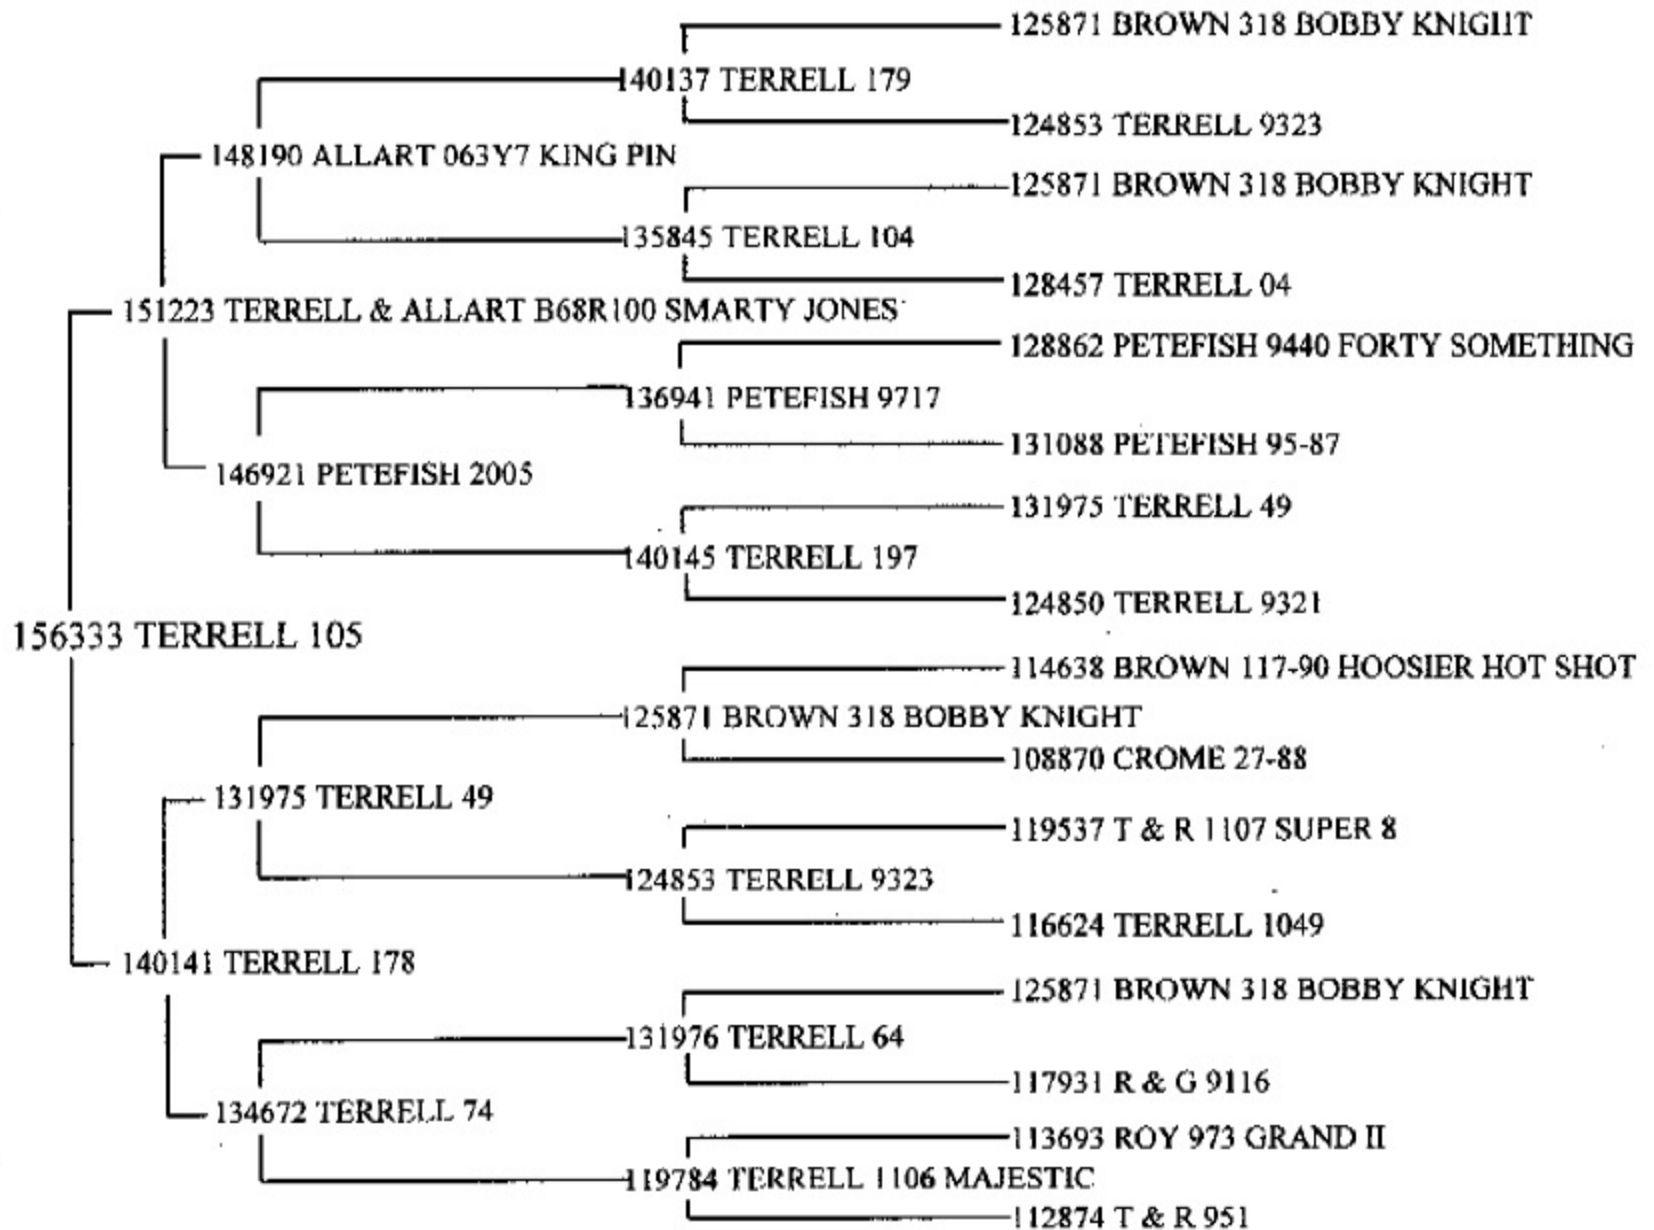 125871 BROWN 318 BOBBY KNIGHT
140137 TERRELL 179
124853 TERRELL 9323
148190 ALLART 063Y7 KING PIN
125871 BROWN 318 BOBBY KNIGHT
135845 TERRELL 104
128457 TERRELL 04
151223 TERRELL & ALLART B68R100 SMARTY JONES
128862 PETEFISH 9440 FORTY SOMETHING
136941 PETEFISH 9717
131088 PETEFISH 95-87
146921 PETEFISH 2005
131975 TERRELL 49
140145 TERRELL 197
124850 TERRELL 9321
156333 TERRELL 105
114638 BROWN 117-90 HOOSIER HOT SHOT
125871 BROWN 318 BOBBY KNIGHT
108870 CROME 27-88
131975 TERRELL 49
119537 T & R 1107 SUPER 8
124853 TERRELL 9323
116624 TERRELL 1049
140141 TERRELL 178
125871 BROWN 318 BOBBY KNIGHT
131976 TERRELL 64
117931 R & G 9116
134672 TERRELL 74
113693 ROY 973 GRAND II
119784 TERRELL 1106 MAJESTIC
112874 T & R 951